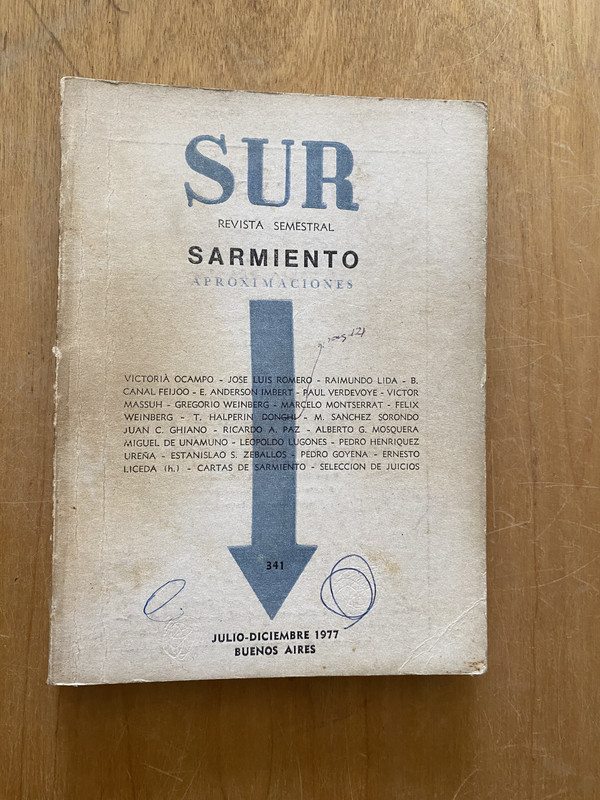 SUR
REVISTA SEMESTRAL
SARMIENTO
APROXIMACIONES
VICTORIA OCAMPO - JOSE LUIS ROMERO - RAIMUNDO LIDA - B.
CANAL FEIJOO - E. ANDERSON IMBERT - PAUL VERDEVOYE - VICTOR
MASSUH - GREGORIO WEINBERG - MARCELO MONTSERRAT - FELIX
WEINBERG - T. HALPERIN DONGHI - M. SANCHEZ SORONDO
JUAN C. GHIANO - RICARDO A. PAZ - ALBERTO G. MOSQUERA
MIGUEL DE UNAMUNO - LEOPOLDO LUGONES - PEDRO HENRIQUEZ
UREÑA - ESTANISLAO S. ZEBALLOS - PEDRO GOYENA - ERNESTO
LICEDA (h.) - CARTAS DE SARMIENTO - SELECCION DE JUICIOS
341
JULIO-DICIEMBRE 1977
BUENOS AIRES